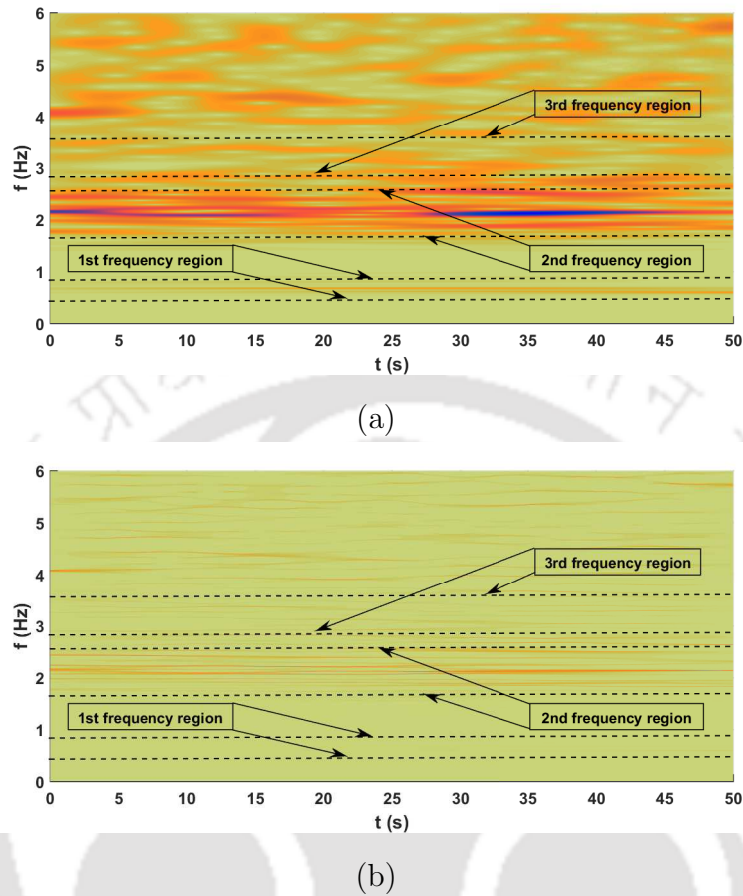 6
5
4
3
2
1
0
f (Hz)
3rd frequency region
1st frequency region
2nd frequency region
0 5 10 15 20 25 30 35 40 45 50
t (s)
(a)
6
5
4
3
2
1
0
f (Hz)
3rd frequency region
1st frequency region
2nd frequency region
0 5 10 15 20 25 30 35 40 45 50
t (s)
(b)